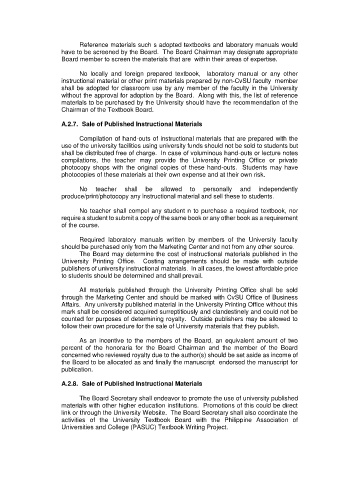 Reference materials such s adopted textbooks and laboratory manuals would
have to be screened by the Board. The Board Chairman may designate appropriate
Board member to screen the materials that are within their areas of expertise.
No locally and foreign prepared textbook, laboratory manual or any other
instructional material or other print materials prepared by non-CvSU faculty member
shall be adopted for classroom use by any member of the faculty in the University
without the approval for adoption by the Board. Along with this, the list of reference
materials to be purchased by the University should have the recommendation of the
Chairman of the Textbook Board.
A.2.7. Sale of Published Instructional Materials
Compilation of hand-outs of instructional materials that are prepared with the
use of the university facilities using university funds should not be sold to students but
shall be distributed free of charge. In case of voluminous hand-outs or lecture notes
compilations, the teacher may provide the University Printing Office or private
photocopy shops with the original copies of these hand-outs. Students may have
photocopies of these materials at their own expense and at their own risk.
No teacher shall be allowed to personally and independently
produce/print/photocopy any instructional material and sell these to students.
No teacher shall compel any student n to purchase a required textbook, nor
require a student to submit a copy of the same book or any other book as a requirement
of the course.
Required laboratory manuals written by members of the University faculty
should be purchased only from the Marketing Center and not from any other source.
The Board may determine the cost of instructional materials published in the
University Printing Office. Costing arrangements should be made with outside
publishers of university instructional materials. In all cases, the lowest affordable price
to students should be determined and shall prevail.
All materials published through the University Printing Office shall be sold
through the Marketing Center and should be marked with CvSU Office of Business
Affairs. Any university published material in the University Printing Office without this
mark shall be considered acquired surreptitiously and clandestinely and could not be
counted for purposes of determining royalty. Outside publishers may be allowed to
follow their own procedure for the sale of University materials that they publish.
As an incentive to the members of the Board, an equivalent amount of two
percent of the honoraria for the Board Chairman and the member of the Board
concerned who reviewed royalty due to the author(s) should be set aside as income of
the Board to be allocated as and finally the manuscript endorsed the manuscript for
publication.
A.2.8. Sale of Published Instructional Materials
The Board Secretary shall endeavor to promote the use of university published
materials with other higher education institutions. Promotions of this could be direct
link or through the University Website. The Board Secretary shall also coordinate the
activities of the University Textbook Board with the Philippine Association of
Universities and College (PASUC) Textbook Writing Project.